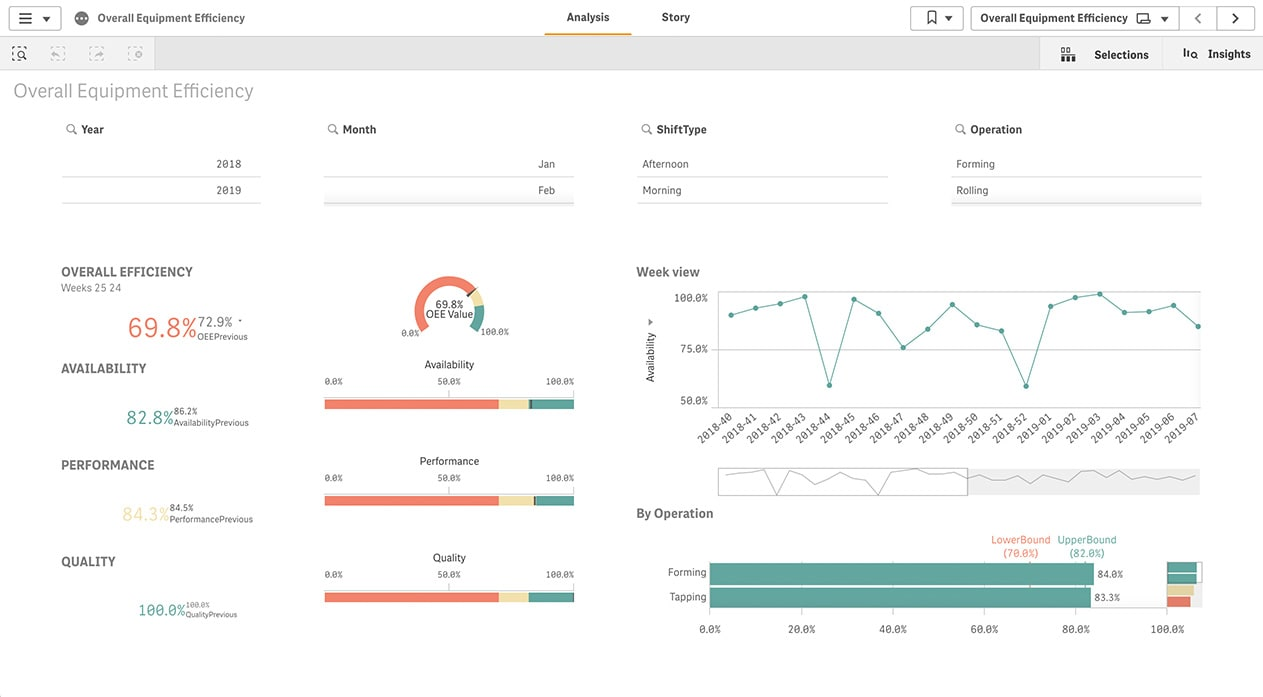 Overall Equipment Efficiency
Analysis
Story
Overall Equipment Efficiency
Selections
Insights
Overall Equipment Efficiency
Year
2018
2019
Month
Jan
Feb
ShiftType
Afternoon
Morning
Operation
Forming
Rolling
OVERALL EFFICIENCY
Weeks 25 24
69.8%
72.9%
OEEPrevious
69.8%
OEE Value
0.0%
100.0%
AVAILABILITY
82.8%
86.2%
AvailabilityPrevious
Availability
0.0% 50.0% 100.0%
PERFORMANCE
84.3%
84.5%
PerformancePrevious
Performance
0.0% 50.0% 100.0%
QUALITY
100.0%
100.0%
QualityPrevious
Quality
0.0% 50.0% 100.0%
Week view
100.0%
75.0%
50.0%
Availability
2018-40 2018-41 2018-42 2018-43 2018-44 2018-45 2018-46 2018-47 2018-48 2018-49 2018-50 2018-51 2018-52 2019-01 2019-02 2019-03 2019-04 2019-05 2019-06 2019-07
By Operation
LowerBound UpperBound
(70.0%) (82.0%)
Forming 84.0%
Tapping 83.3%
0.0% 20.0% 40.0% 60.0% 80.0% 100.0%